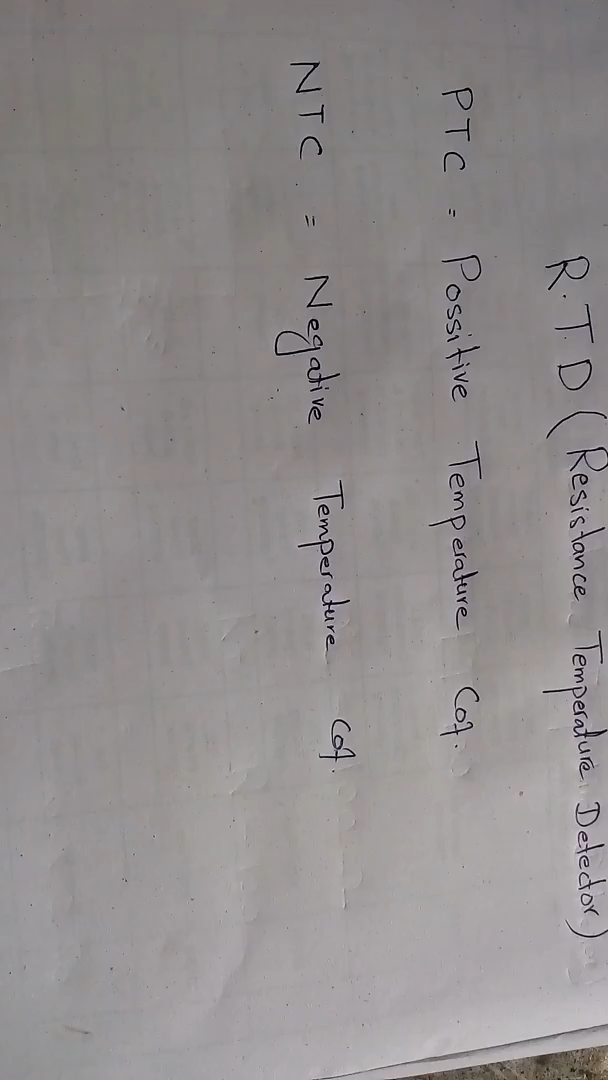 R.T.D (Resistance Temperature Detector)
PTC = Possitive Temperature Cof.
NTC = Negative Temperature Cof.